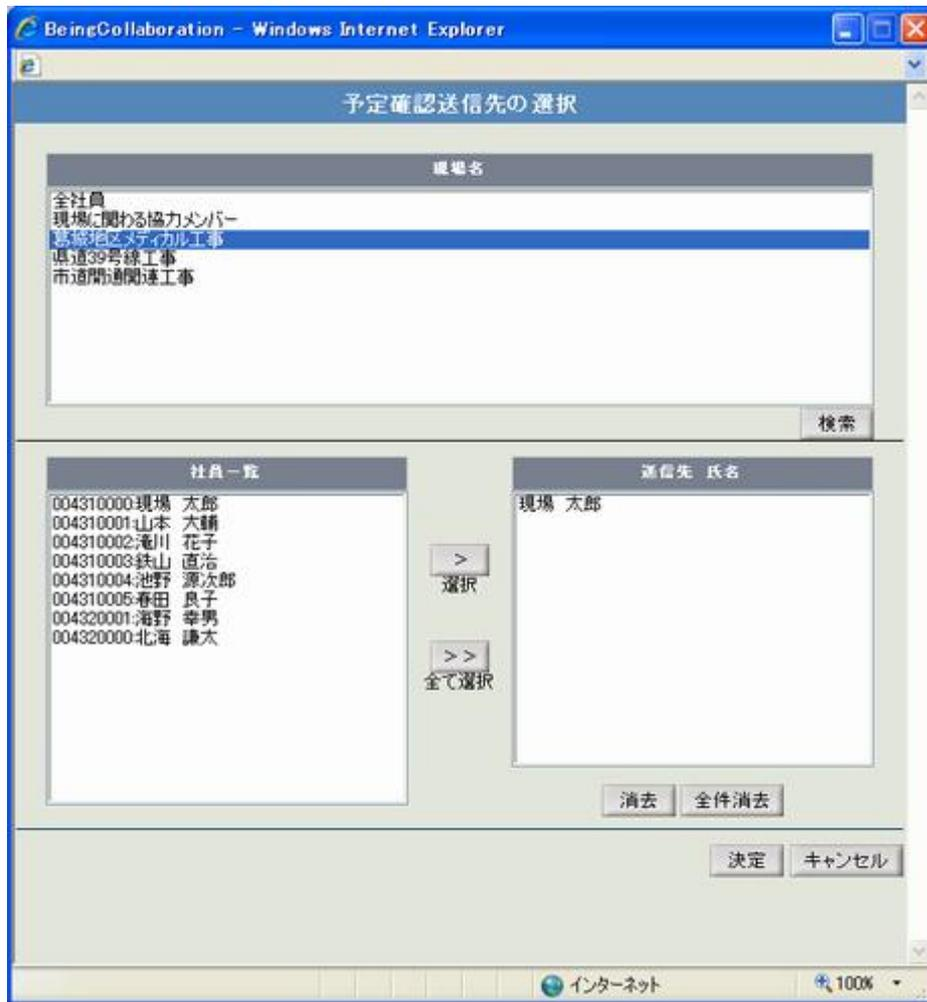 BeingCollaboration - Windows Internet Explorer
予定確認送信先の選択
現場名
全社員
現場に関わる協力メンバー
葛城地区メディカル工事
県道39号線工事
市道開通関連工事
検索
社員一覧
004310000:現場 太郎
004310001:山本 大輔
004310002:滝川 花子
004310003:鉄山 直治
004310004:池野 源次郎
004310005:春田 良子
004320001:海野 幸男
004320000:北海 謙太
>
選択
>>
全て選択
送信先 氏名
現場 太郎
消去 全件消去
決定 キャンセル
インターネット 100%